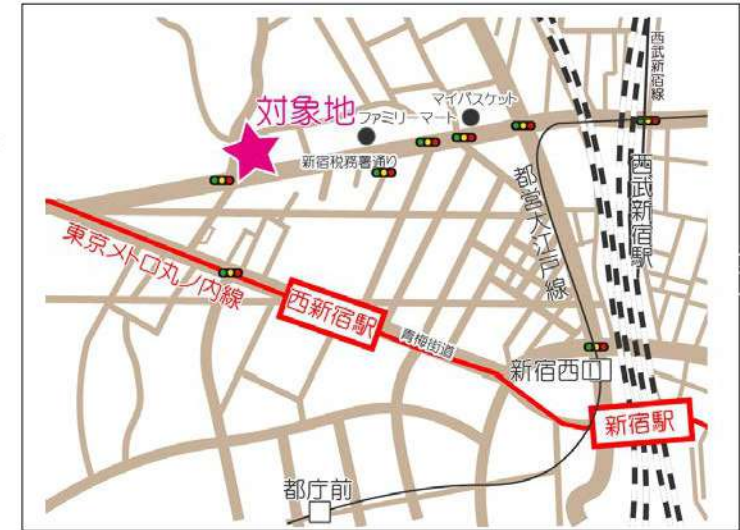 西武新宿線
マイバスケット
対象地
ファミリーマート
新宿税務署通り
都営大江戸線
西武新宿駅
東京メトロ丸ノ内線
西新宿駅
青梅街道
新宿西口
新宿駅
都庁前